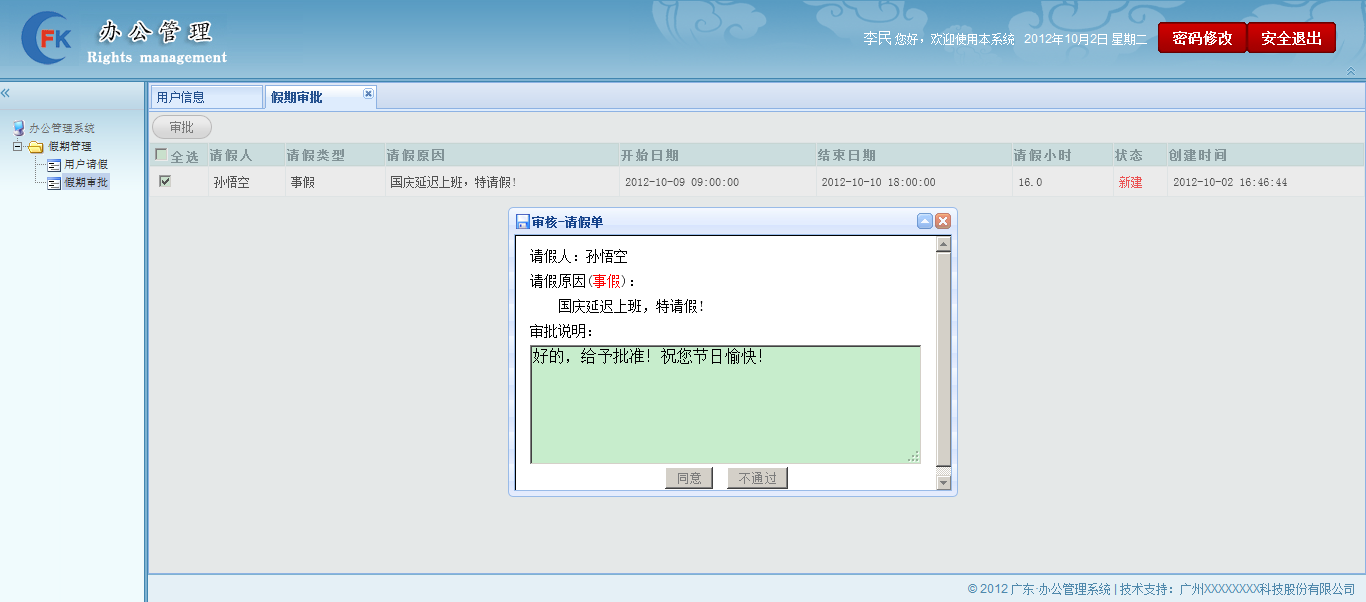 FK 办公管理
Rights management
李民 您好，欢迎使用本系统 2012年10月2日 星期二 密码修改 安全退出
用户信息 假期审批
办公管理系统
假期管理
用户请假
假期审批
审批
全选 请假人 请假类型 请假原因 开始日期 结束日期 请假小时 状态 创建时间
孙悟空 事假 国庆延迟上班，特请假! 2012-10-09 09:00:00 2012-10-10 18:00:00 16.0 新建 2012-10-02 16:46:44
审核-请假单
请假人：孙悟空
请假原因(事假)：
国庆延迟上班，特请假!
审批说明：
好的，给予批准！祝您节日愉快！
同意 不通过
© 2012 广东·办公管理系统 | 技术支持：广州XXXXXXXX科技股份有限公司